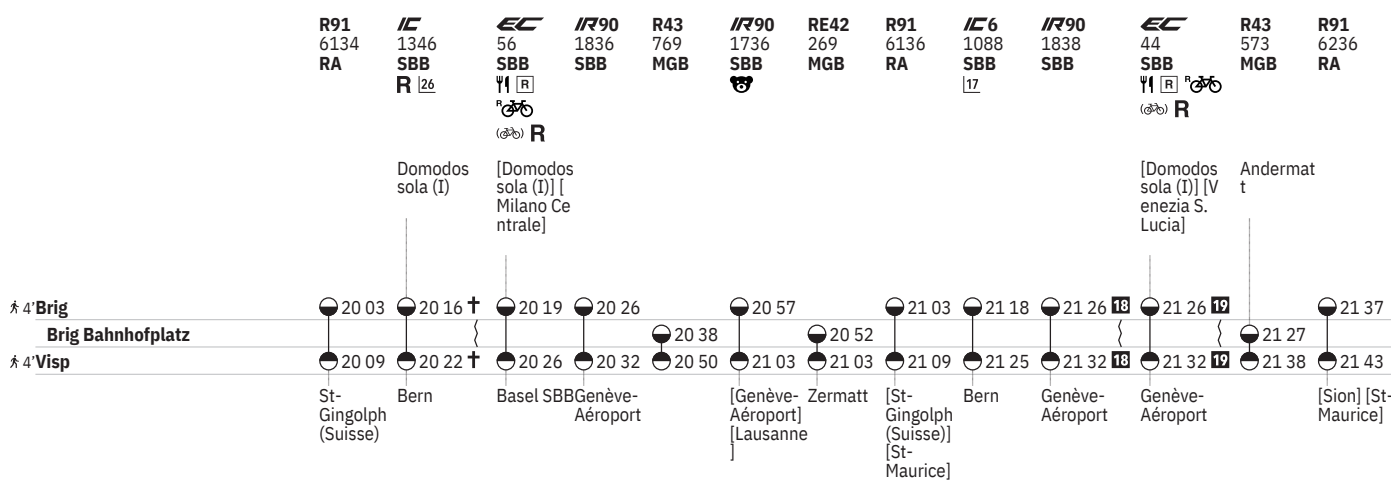 R91 IC EC IR90 R43 IR90 RE42 R91 IC6 IR90 EC R43 R91
6134 1346 56 1836 769 1736 269 6136 1088 1838 44 573 6236
RA SBB SBB SBB MGB SBB MGB RA SBB SBB SBB MGB RA
R 26 R 17 R R
R
R R
Domodos [Domodos [Domodos Andermat
sola (I) sola (I)] [ sola (I)] [V t
Milano Ce enezia S.
ntrale] Lucia]
4' Brig 20 03 20 16 20 19 20 26 20 57 21 03 21 18 21 26 18 21 26 19 21 37
Brig Bahnhofplatz 20 38 20 52 21 27
4' Visp 20 09 20 22 20 26 20 32 20 50 21 03 21 03 21 09 21 25 21 32 18 21 32 19 21 38 21 43
St- Bern Basel SBB Genève- [Genève- Zermatt [St- Bern Genève- Genève- [Sion] [St-
Gingolph Aéroport Aéroport] Gingolph Aéroport Aéroport Maurice]
(Suisse) [Lausanne (Suisse)]
] [St-
Maurice]